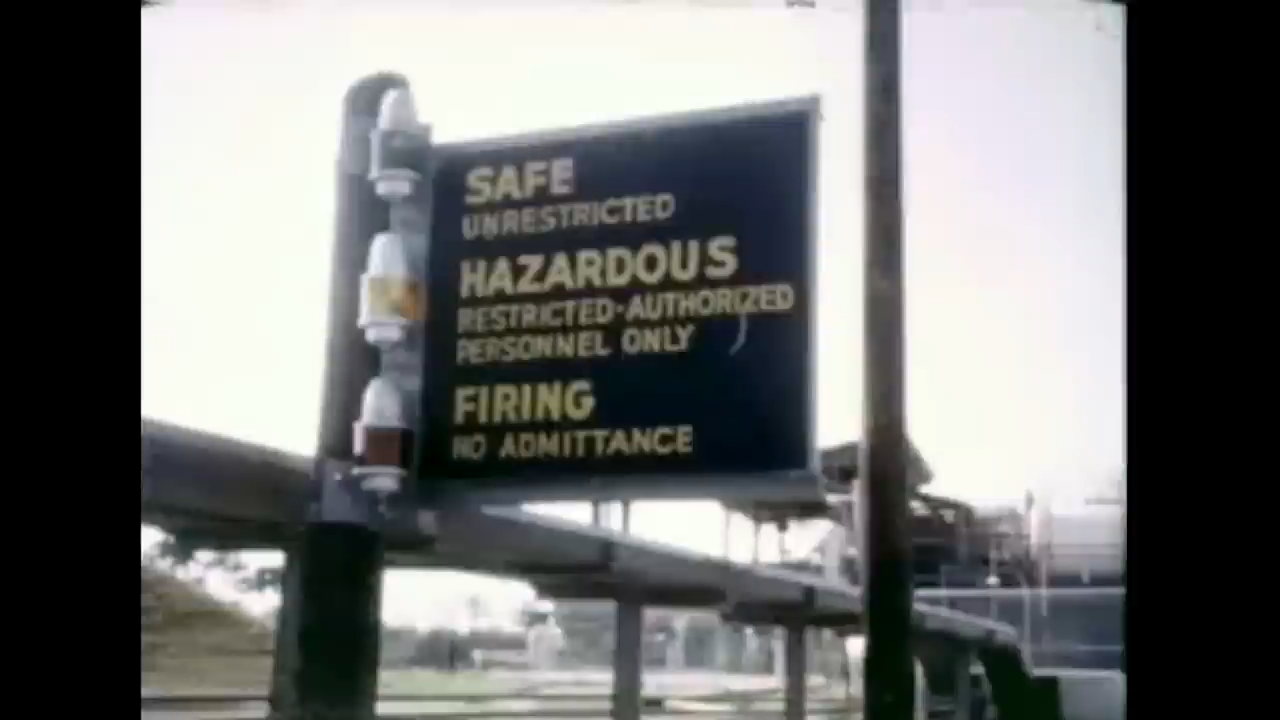 SAFE
UNRESTRICTED
HAZARDOUS
RESTRICTED-AUTHORIZED
PERSONNEL ONLY
FIRING
NO ADMITTANCE